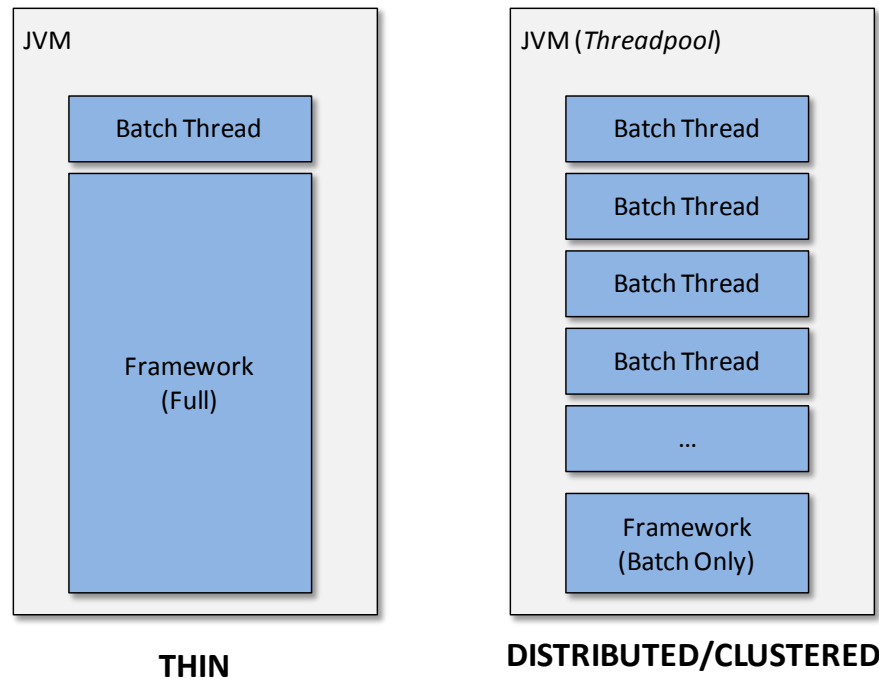 JVM
Batch Thread
Framework
(Full)
THIN
JVM (Threadpool)
Batch Thread
Batch Thread
Batch Thread
Batch Thread
...
Framework
(Batch Only)
DISTRIBUTED/CLUSTERED